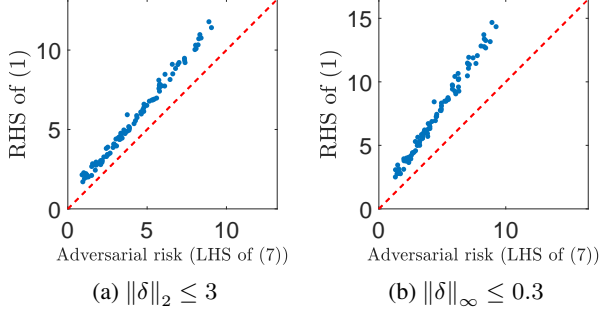 RHS of (1)
10
5
0
0
5
10
Adversarial risk (LHS of (7))
(a) ‖δ‖₂ ≤ 3
RHS of (1)
15
10
5
0
0
10
Adversarial risk (LHS of (7))
(b) ‖δ‖∞ ≤ 0.3